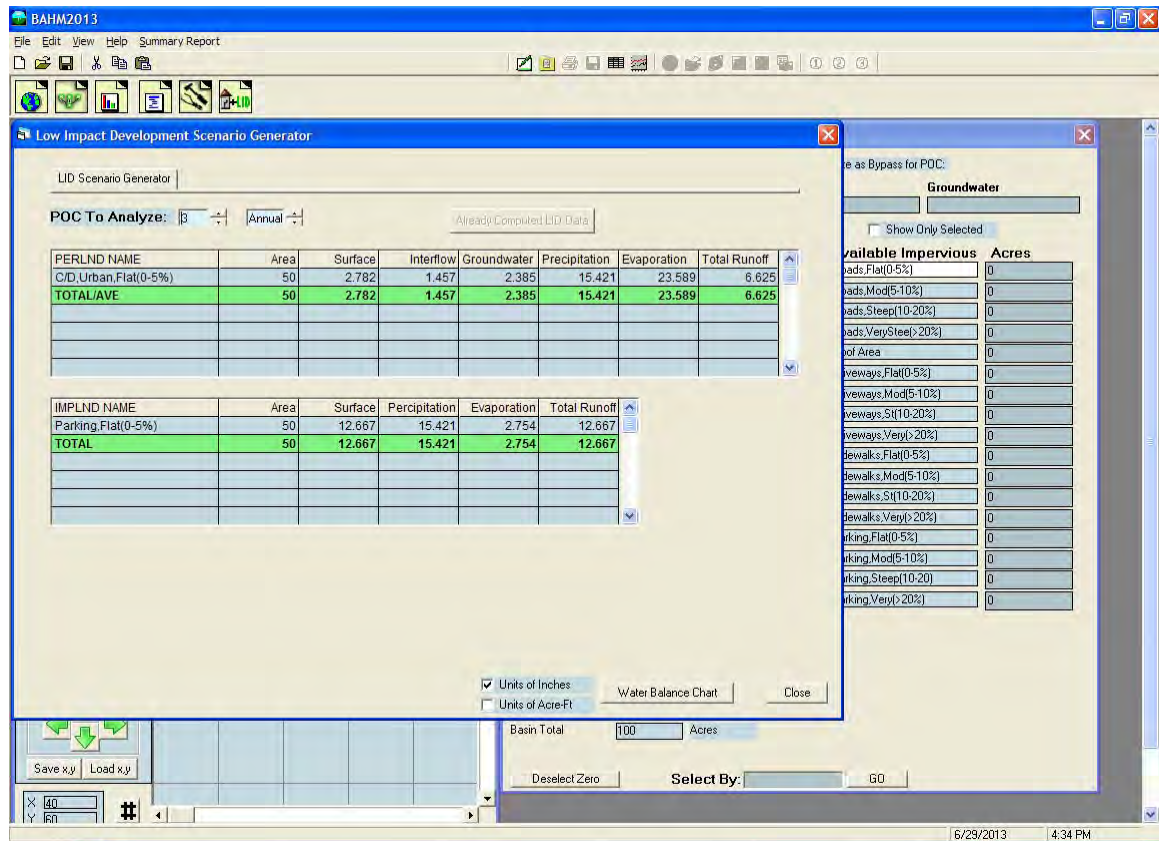 BAHM2013
File Edit View Help Summary Report
+LID
Low Impact Development Scenario Generator
as Bypass for POC:
LID Scenario Generator
Groundwater
POC To Analyze: 3 Annual
Already Computed LID Data
Show Only Selected
PERLND NAME Area Surface Interflow Groundwater Precipitation Evaporation Total Runoff
C/D,Urban,Flat(0-5%) 50 2.782 1.457 2.385 15.421 23.589 6.625
TOTAL/AVE 50 2.782 1.457 2.385 15.421 23.589 6.625
IMPLND NAME Area Surface Percipitation Evaporation Total Runoff
Parking,Flat(0-5%) 50 12.667 15.421 2.754 12.667
TOTAL 50 12.667 15.421 2.754 12.667
vailable Impervious Acres
oads,Flat(0-5%) 0
oads,Mod(5-10%) 0
oads,Steep(10-20%) 0
oads,VeryStee(>20%) 0
oof Area 0
iveways,Flat(0-5%) 0
iveways,Mod(5-10%) 0
iveways,St(10-20%) 0
iveways,Very(>20%) 0
dewalks,Flat(0-5%) 0
dewalks,Mod(5-10%) 0
dewalks,St(10-20%) 0
dewalks,Very(>20%) 0
arking,Flat(0-5%) 0
arking,Mod(5-10%) 0
arking,Steep(10-20) 0
arking,Very(>20%) 0
Units of Inches
Units of Acre-Ft
Water Balance Chart
Close
Basin Total 100 Acres
Save x,y Load x,y
Deselect Zero Select By: GO
X 40
Y 60
#
6/29/2013 4:34 PM